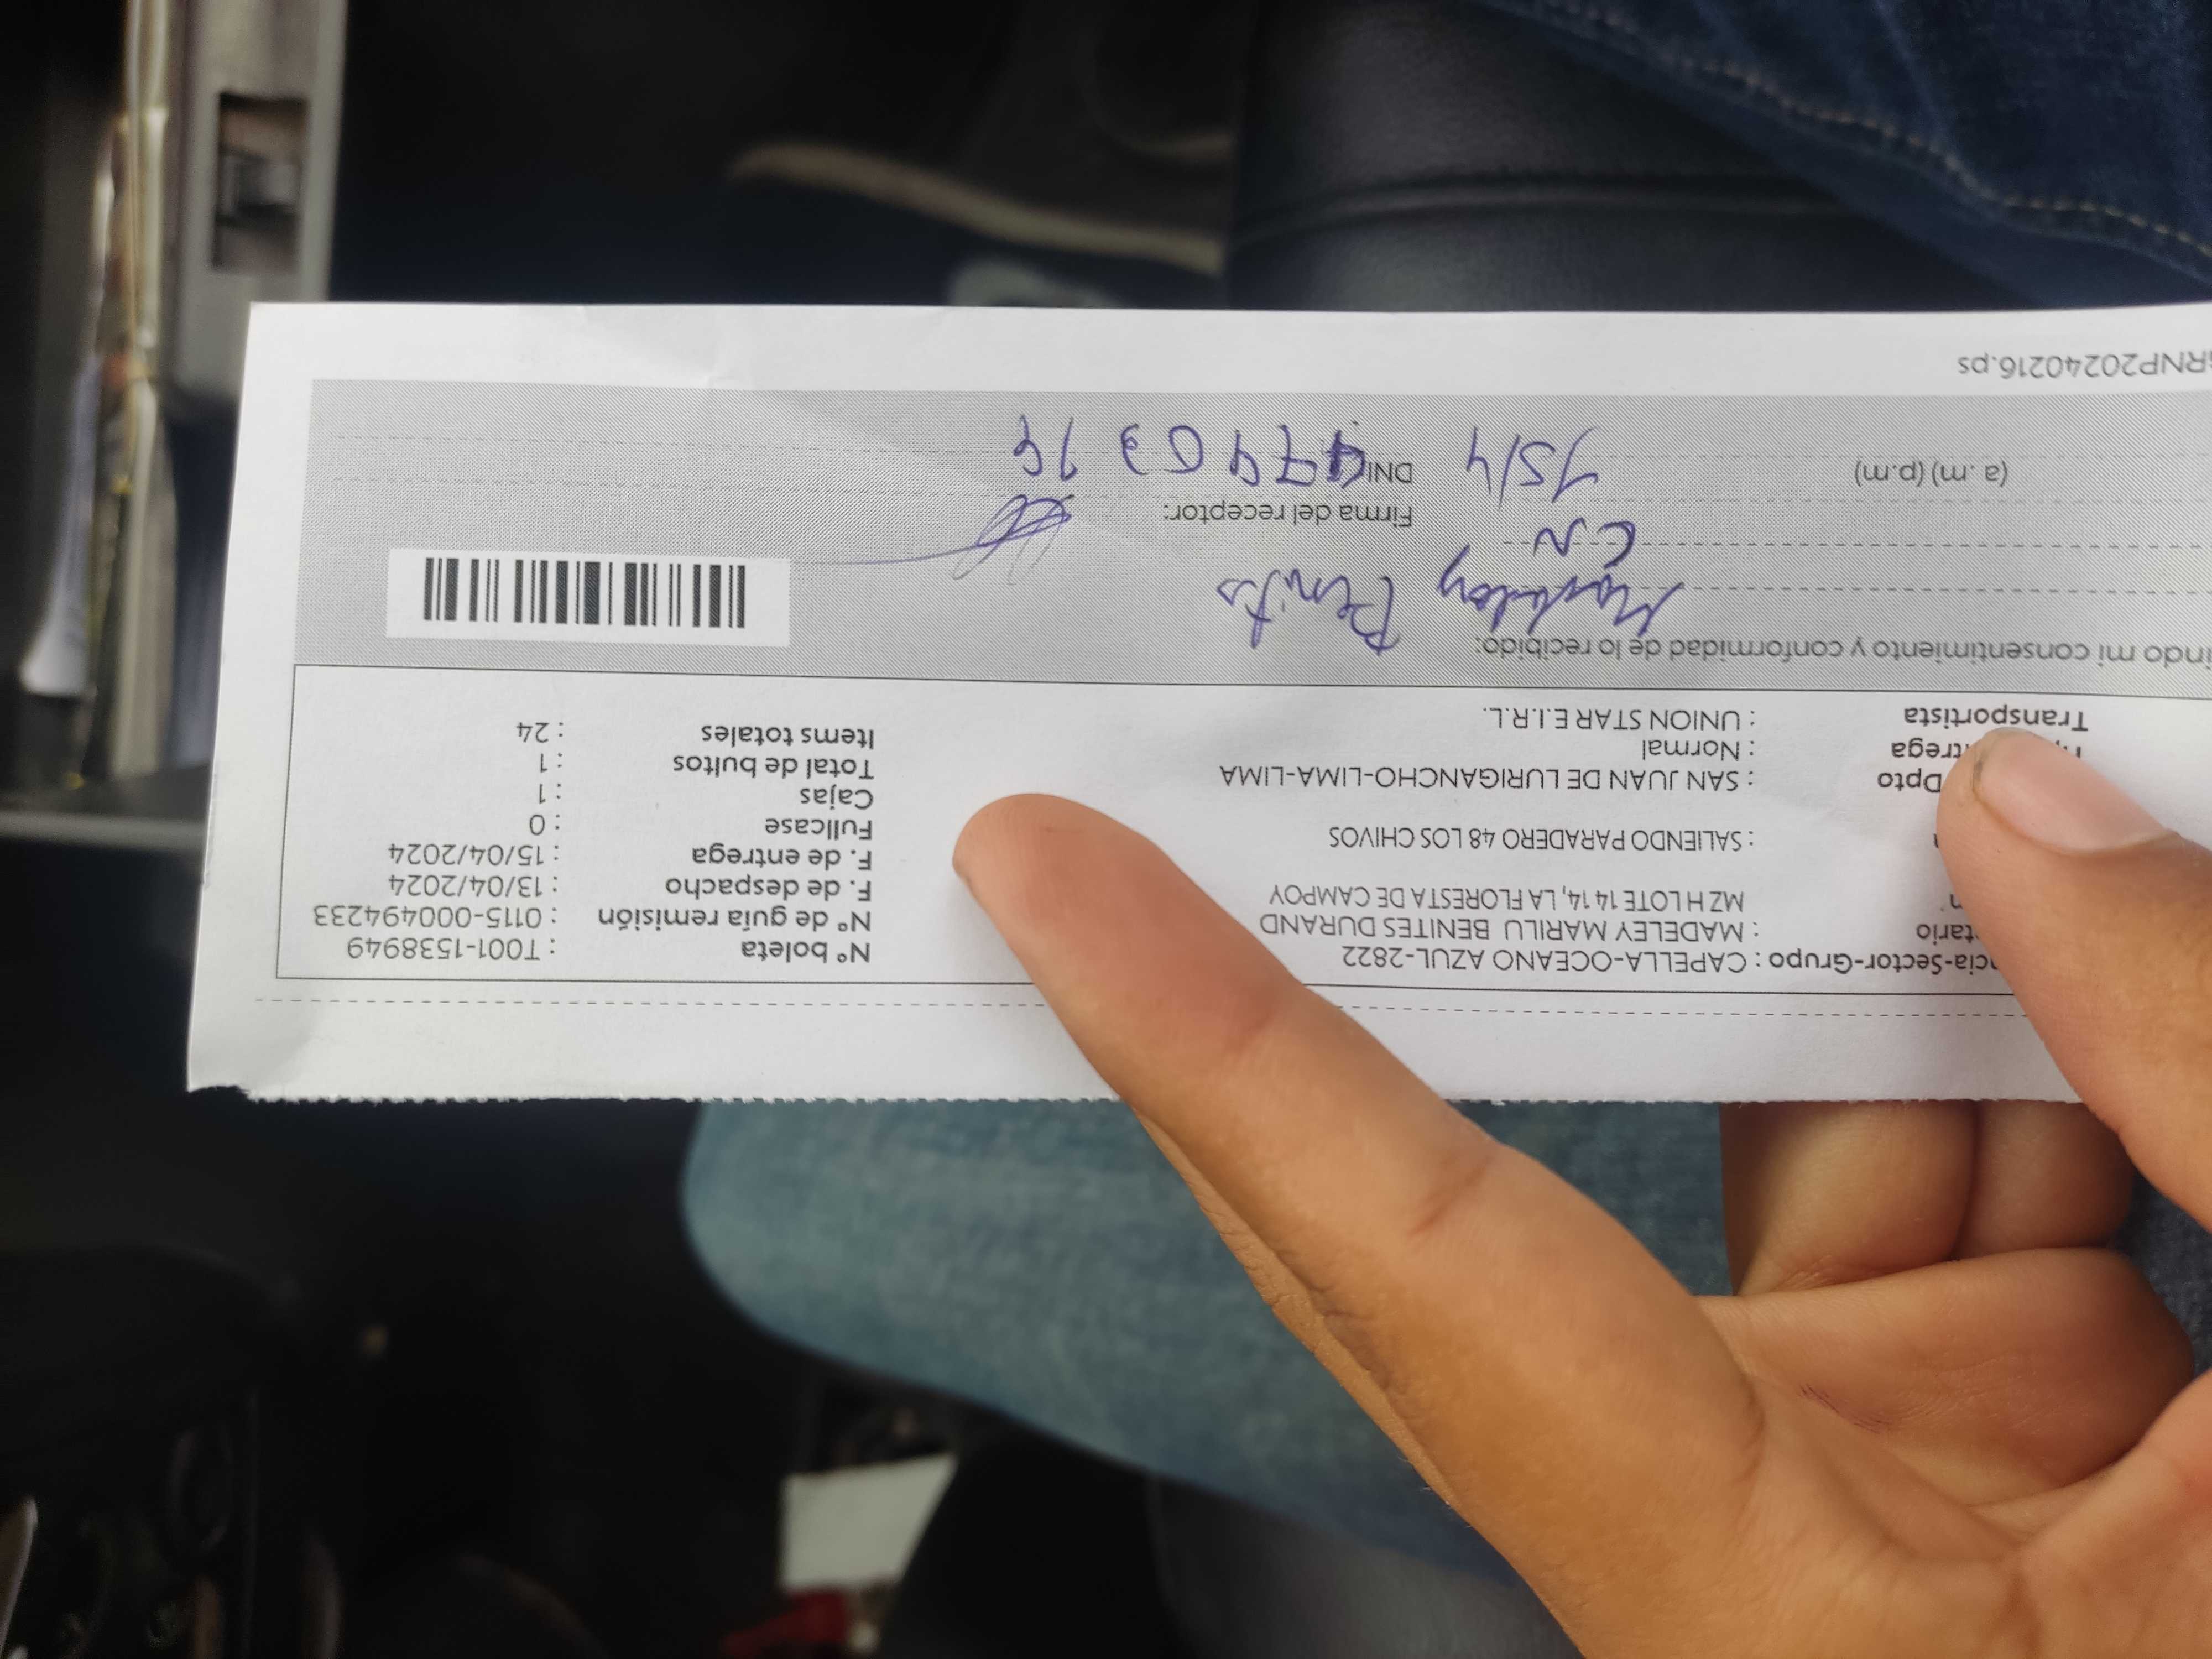 cia-Sector-Grupo : CAPELLA-OCEANO AZUL-2822
tario : MADELEY MARILU BENITES DURAND
MZ H LOTE 14 14, LA FLORESTA DE CAMPOY
: SALIENDO PARADERO 48 LOS CHIVOS
Dpto : SAN JUAN DE LURIGANCHO-LIMA-LIMA
trega : Normal
Transportista : UNION STAR E.I.R.L.
Nº boleta : T001-1538949
Nº de guía remisión : 0115-000494233
F. de despacho : 13/04/2024
F. de entrega : 15/04/2024
Fullcase : 0
Cajas : 1
Total de bultos : 1
Items totales : 24
indo mi consentimiento y conformidad de lo recibido:
Firma del receptor:
(a. m) (p.m) 15/4 DNI
RNP20240216.ps